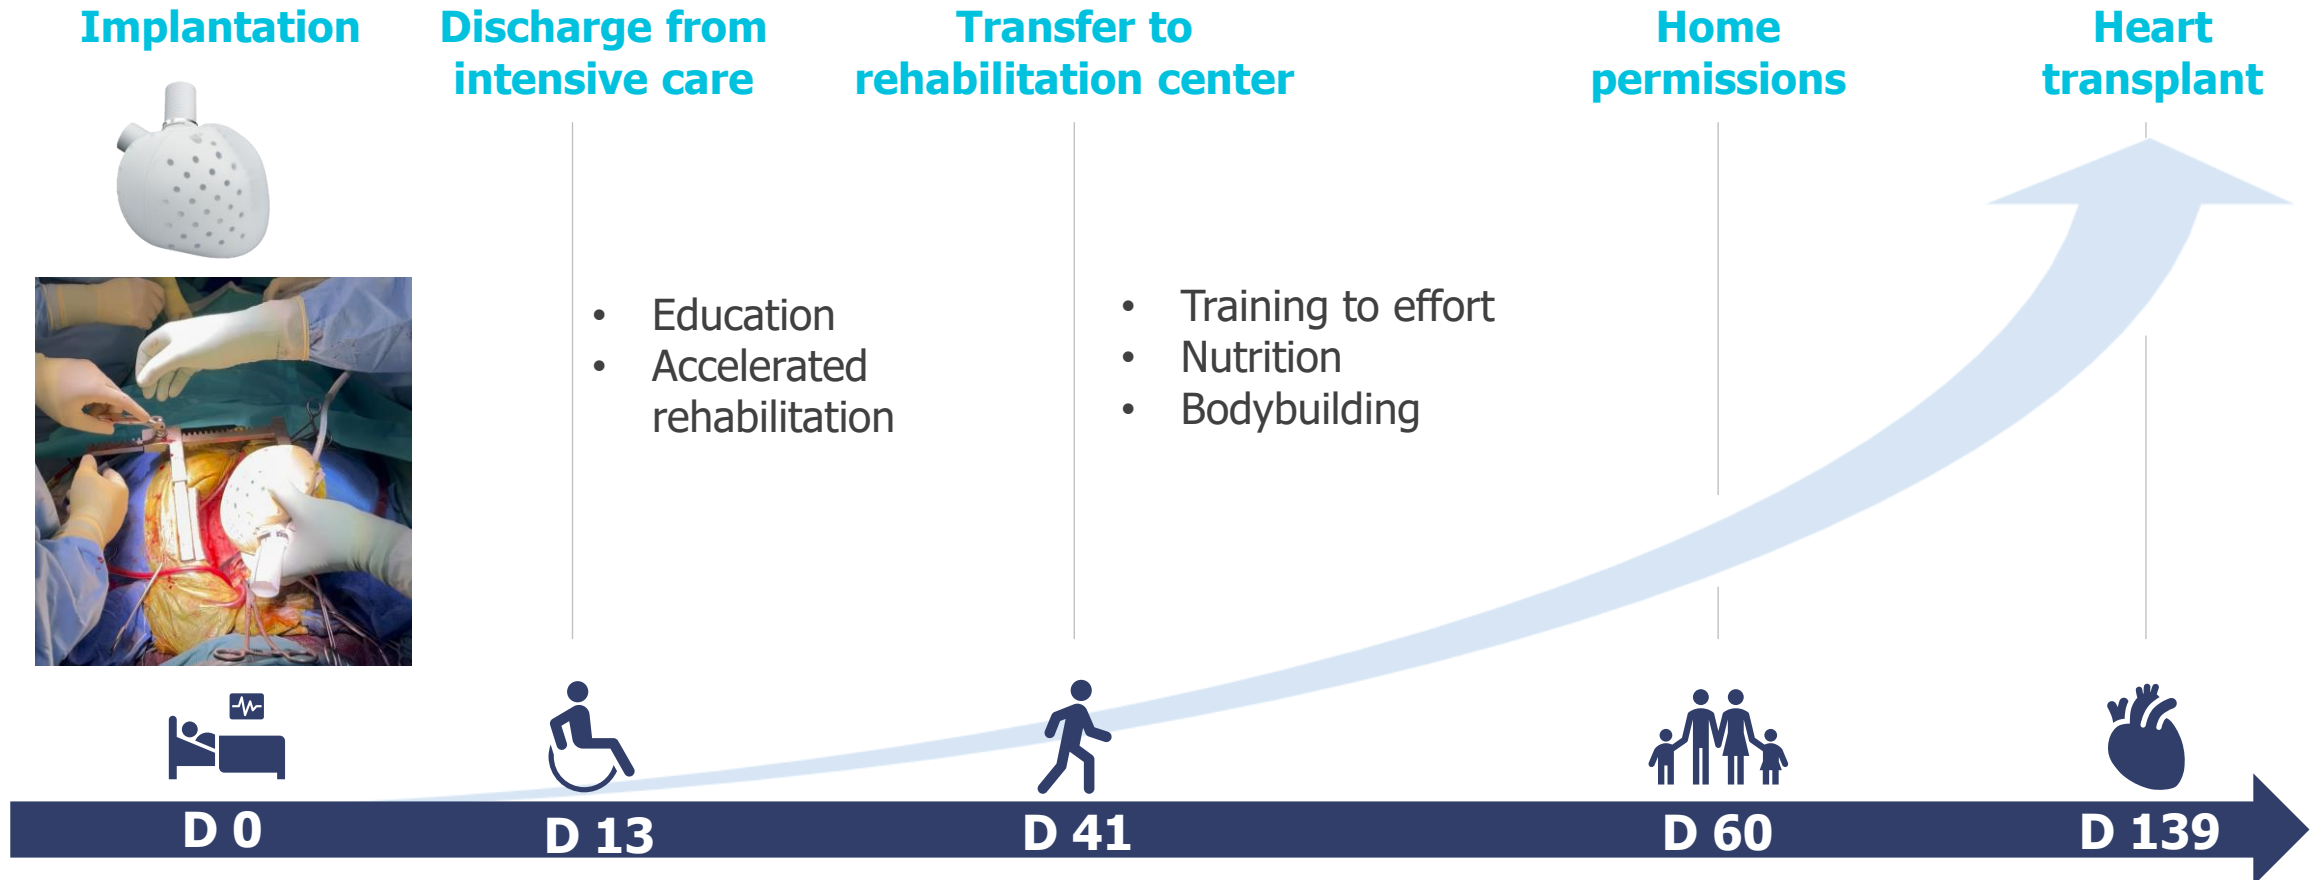 Implantation
Discharge from
intensive care
Transfer to
rehabilitation center
Home
permissions
Heart
transplant
• Education
• Accelerated
rehabilitation
• Training to effort
• Nutrition
• Bodybuilding
D 0
D 13
D 41
D 60
D 139